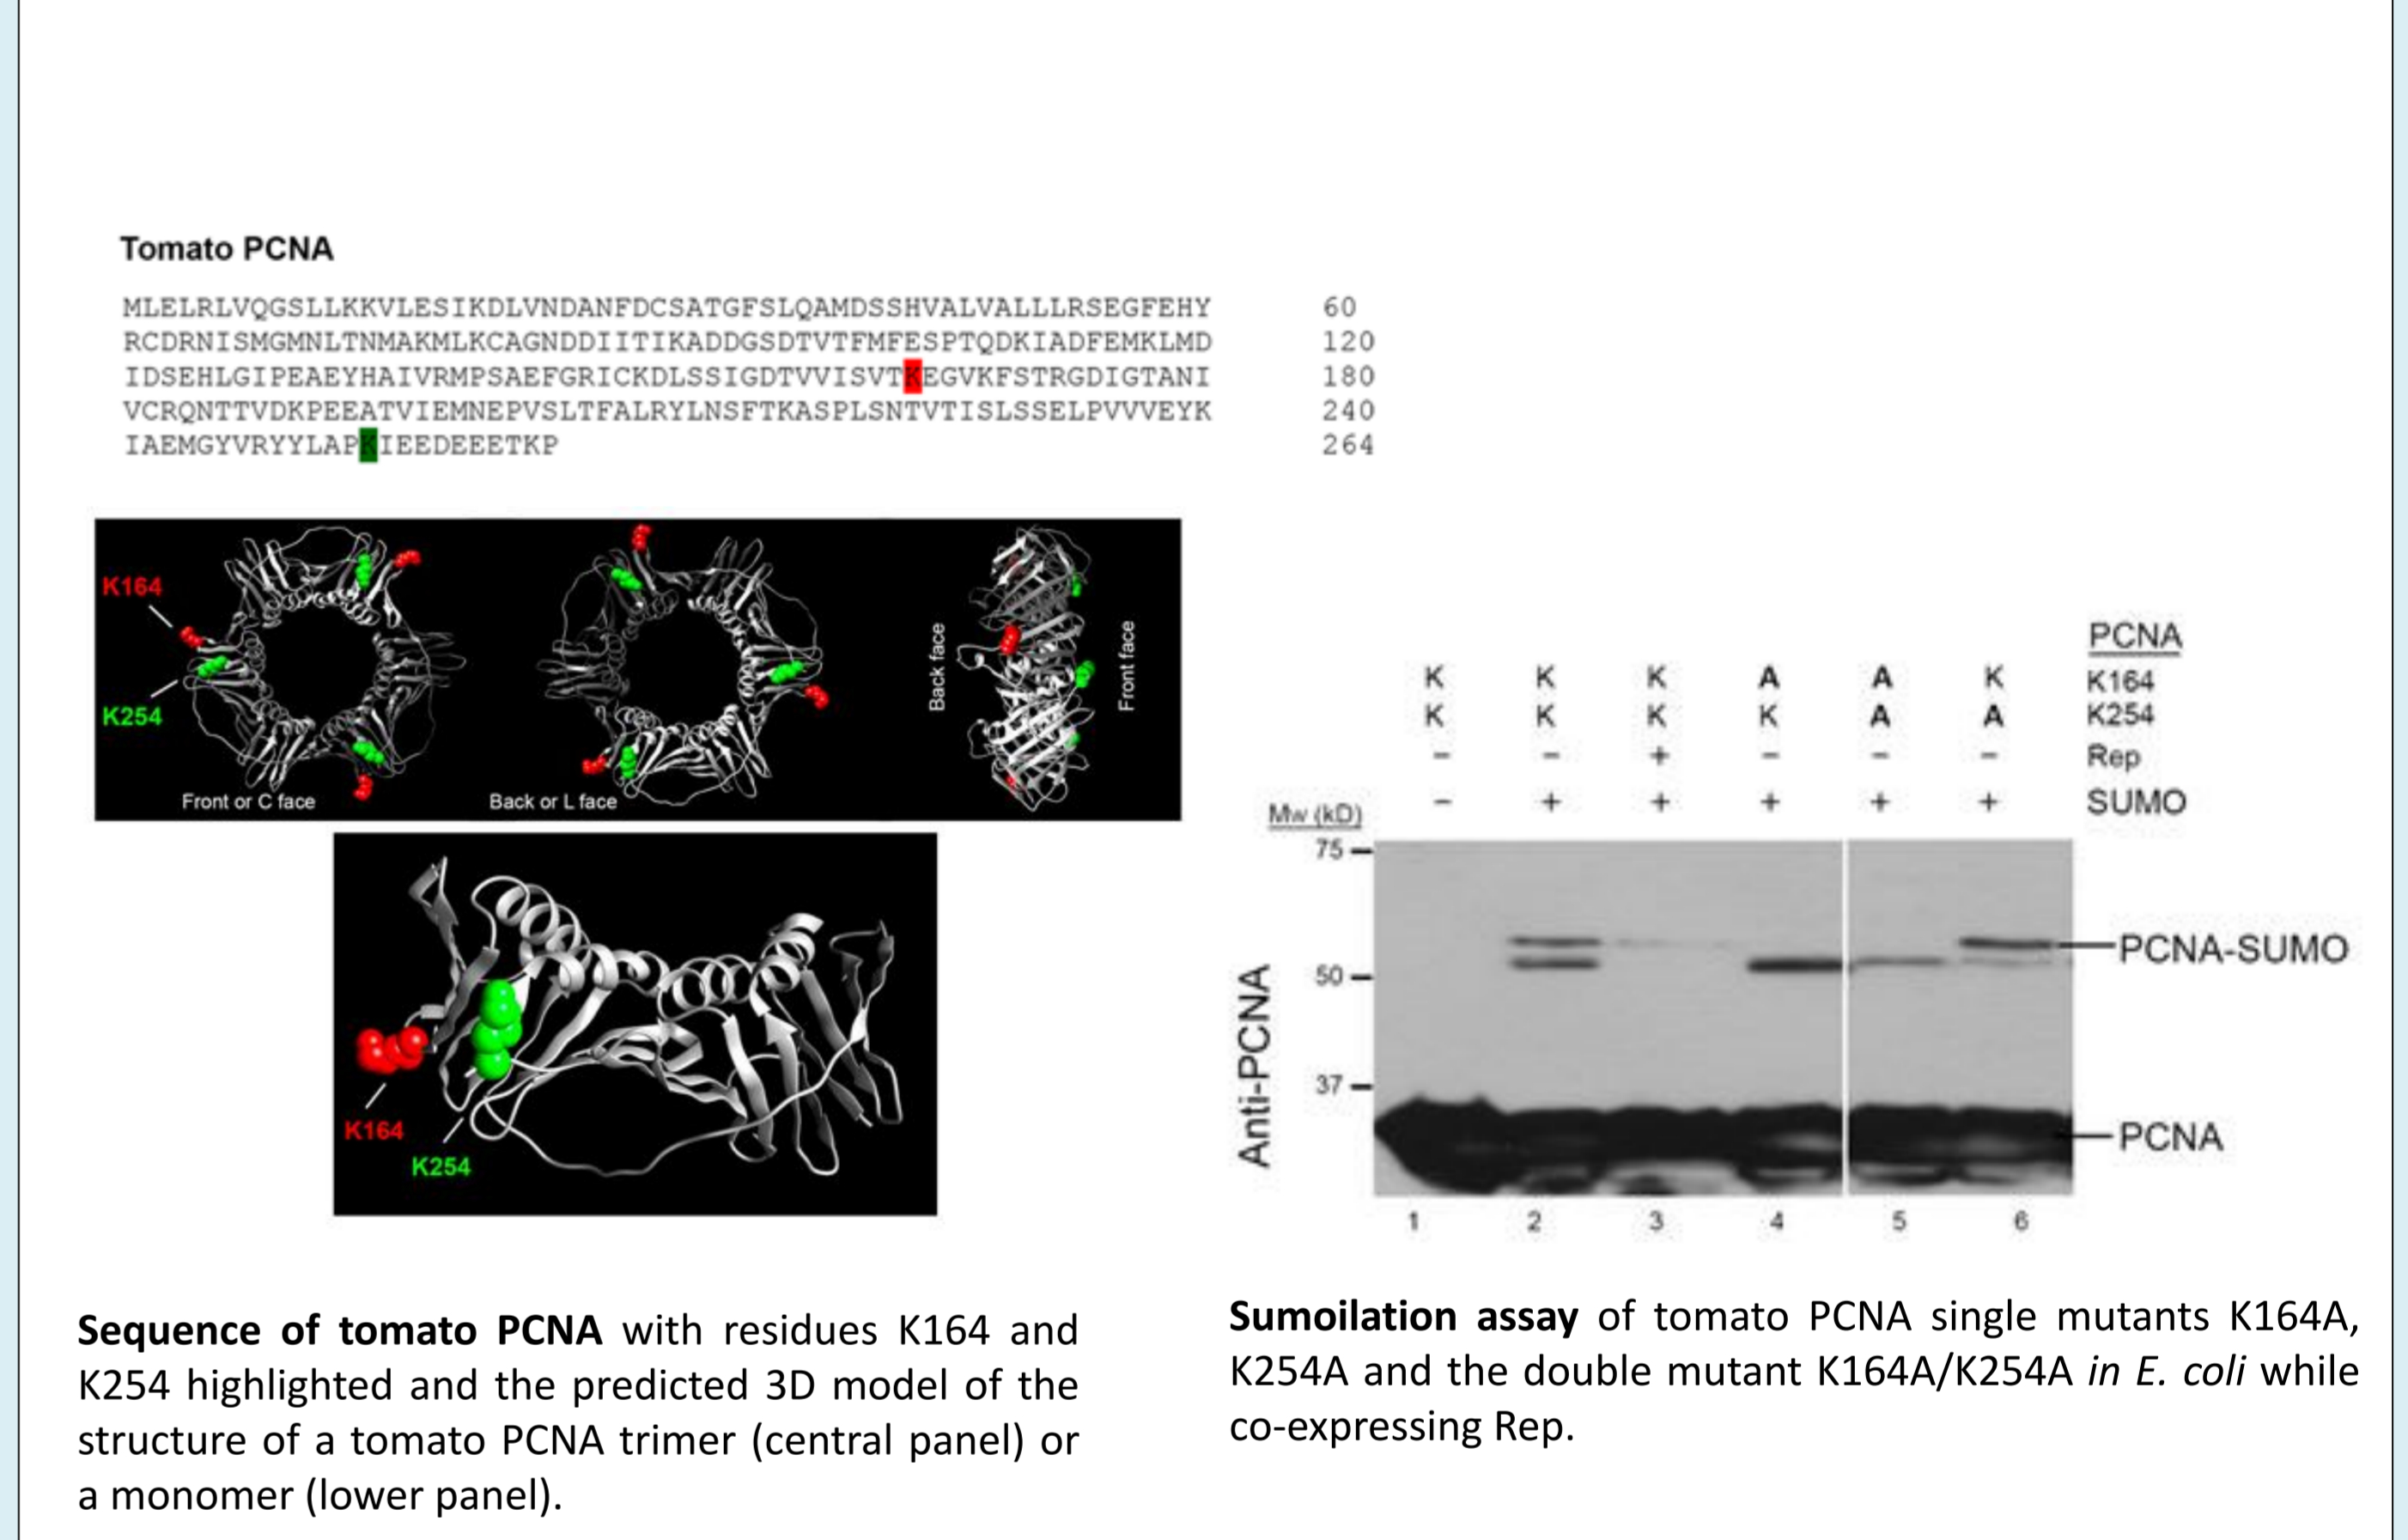 Tomato PCNA
MLELRLVQGSLLKKVLESIKDLVNDANFDCSATGFSLQAMDSSHVALVALLLRSEGFEHY 60
RCDRNISMGMNLTNMAKMLKCAGNDDIITIKADDGSDTVTFMFESPTQDKIADFEMKLMD 120
IDSEHLGIPEAEYHAIVRMPSAEFGRICKDLSSIGDTVVISVTKEGVKFSTRGDIGTANI 180
VCRQNTTVDKPEEATVIEMNEPVSLTFALRYLNSFTKASPLSNTVTISLSSELPVVVEYK 240
IAEMGYVRYYLAPKIEEDEEETKP 264
K164
K254
Front or C face
Back or L face
Back face
Front face
K164
K254
Sequence of tomato PCNA with residues K164 and
K254 highlighted and the predicted 3D model of the
structure of a tomato PCNA trimer (central panel) or
a monomer (lower panel).
PCNA
K K K A A K K164
K K K K A A K254
− − + − − − Rep
− + + + + + SUMO
Mw (kD)
75
50
37
Anti-PCNA
PCNA-SUMO
PCNA
1 2 3 4 5 6
Sumoilation assay of tomato PCNA single mutants K164A,
K254A and the double mutant K164A/K254A in E. coli while
co-expressing Rep.